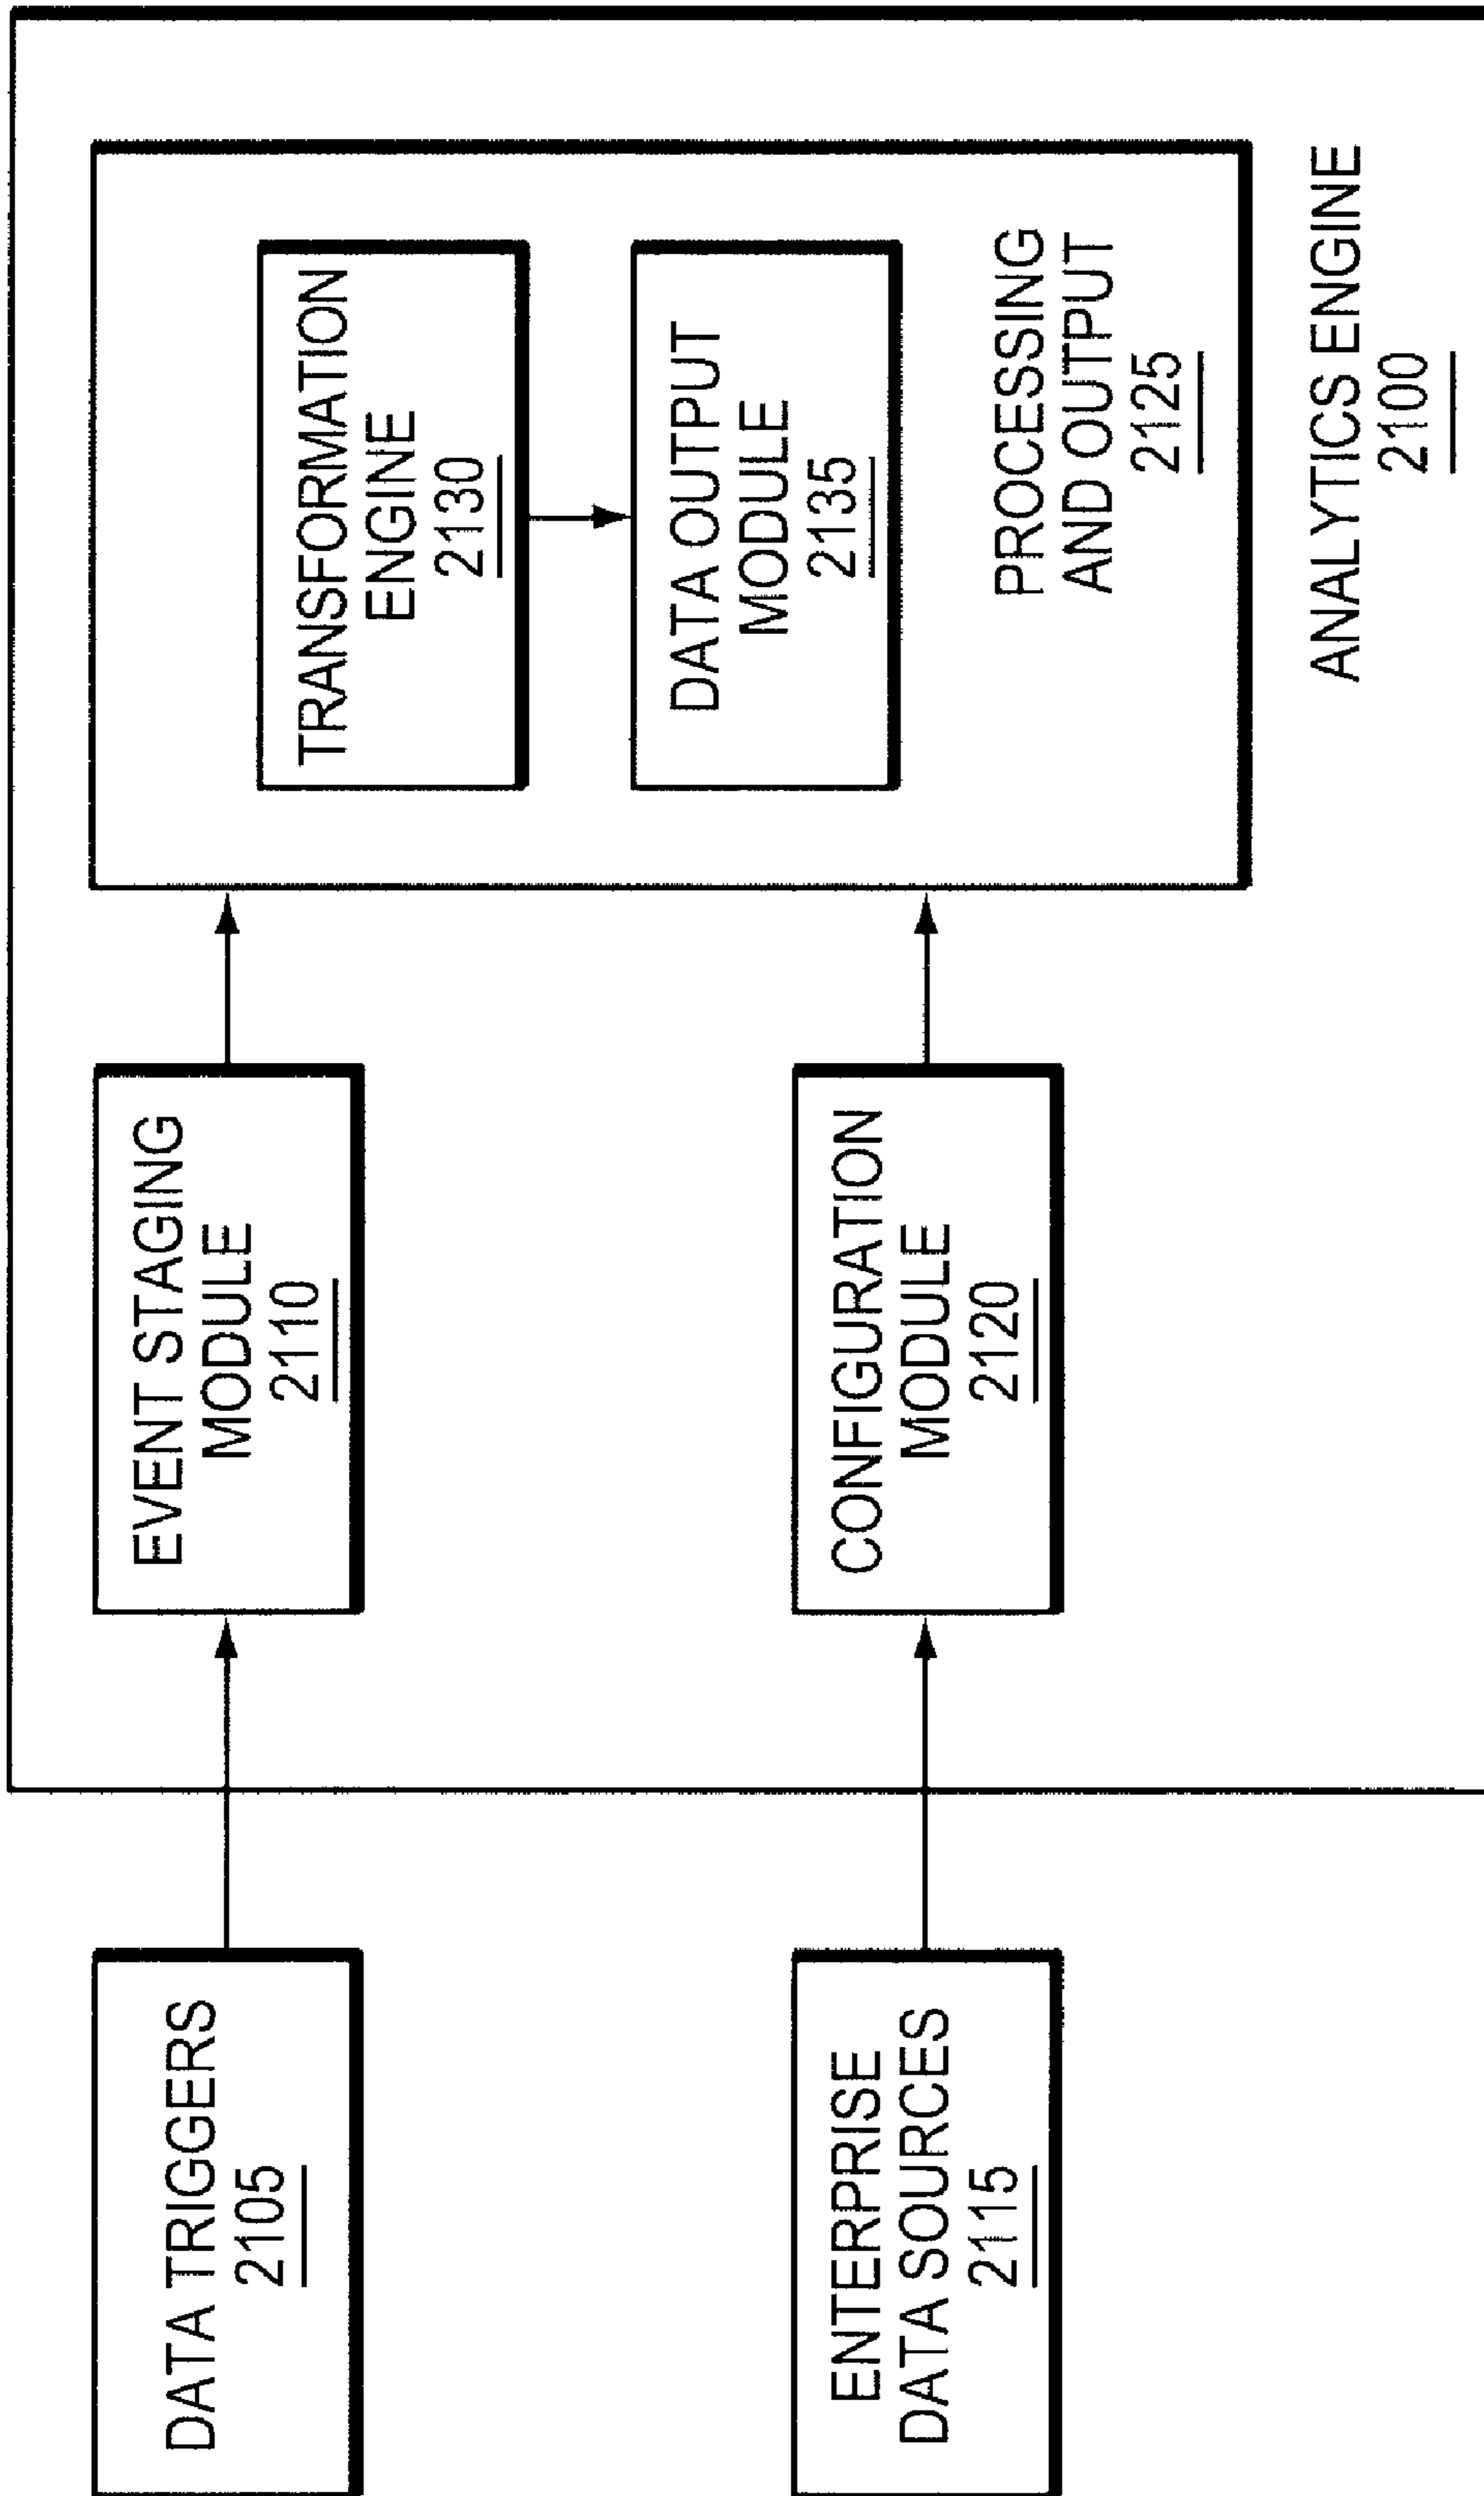 DATA TRIGGERS
2105
EVENT STAGING
MODULE
2110
TRANSFORMATION
ENGINE
2130
DATA OUTPUT
MODULE
2135
ENTERPRISE
DATA SOURCES
2115
CONFIGURATION
MODULE
2120
PROCESSING
AND OUTPUT
2125
ANALYTICS ENGINE
2100